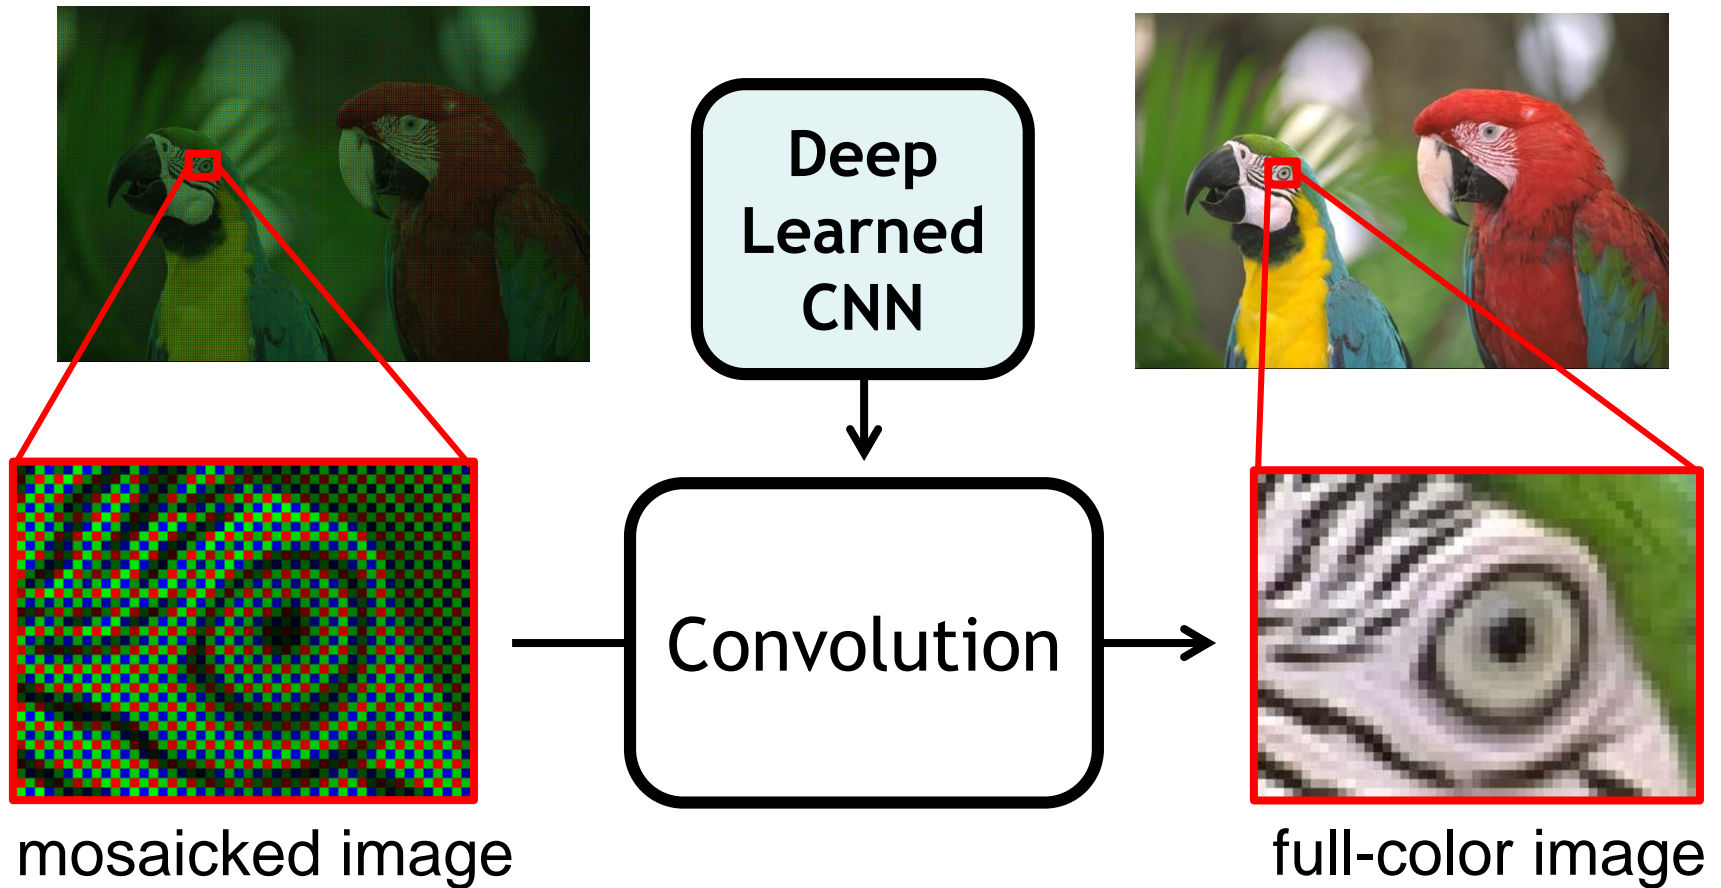 Deep
Learned
CNN
Convolution
mosaicked image
full-color image